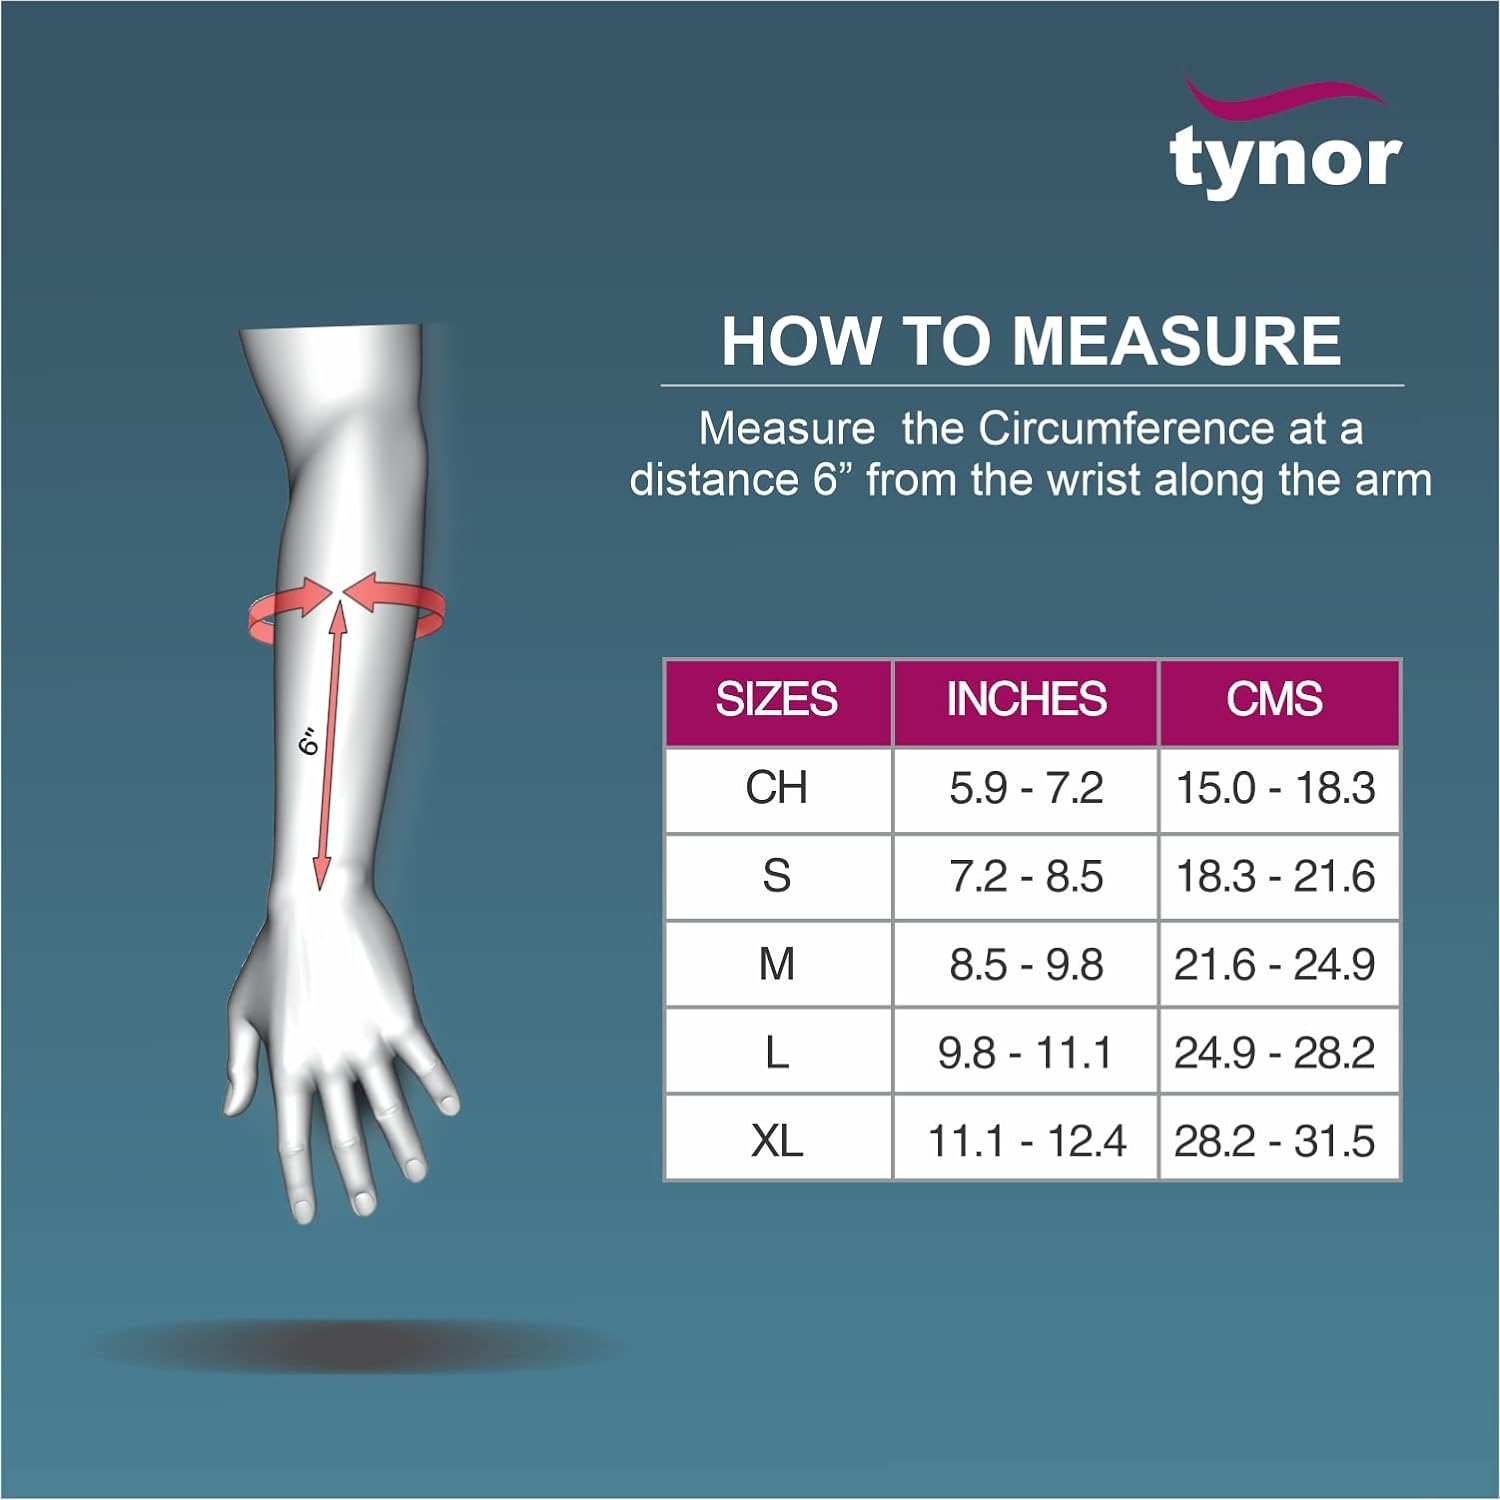 tynor
HOW TO MEASURE
Measure the Circumference at a
distance 6” from the wrist along the arm
6"
SIZES INCHES CMS
CH 5.9 - 7.2 15.0 - 18.3
S 7.2 - 8.5 18.3 - 21.6
M 8.5 - 9.8 21.6 - 24.9
L 9.8 - 11.1 24.9 - 28.2
XL 11.1 - 12.4 28.2 - 31.5